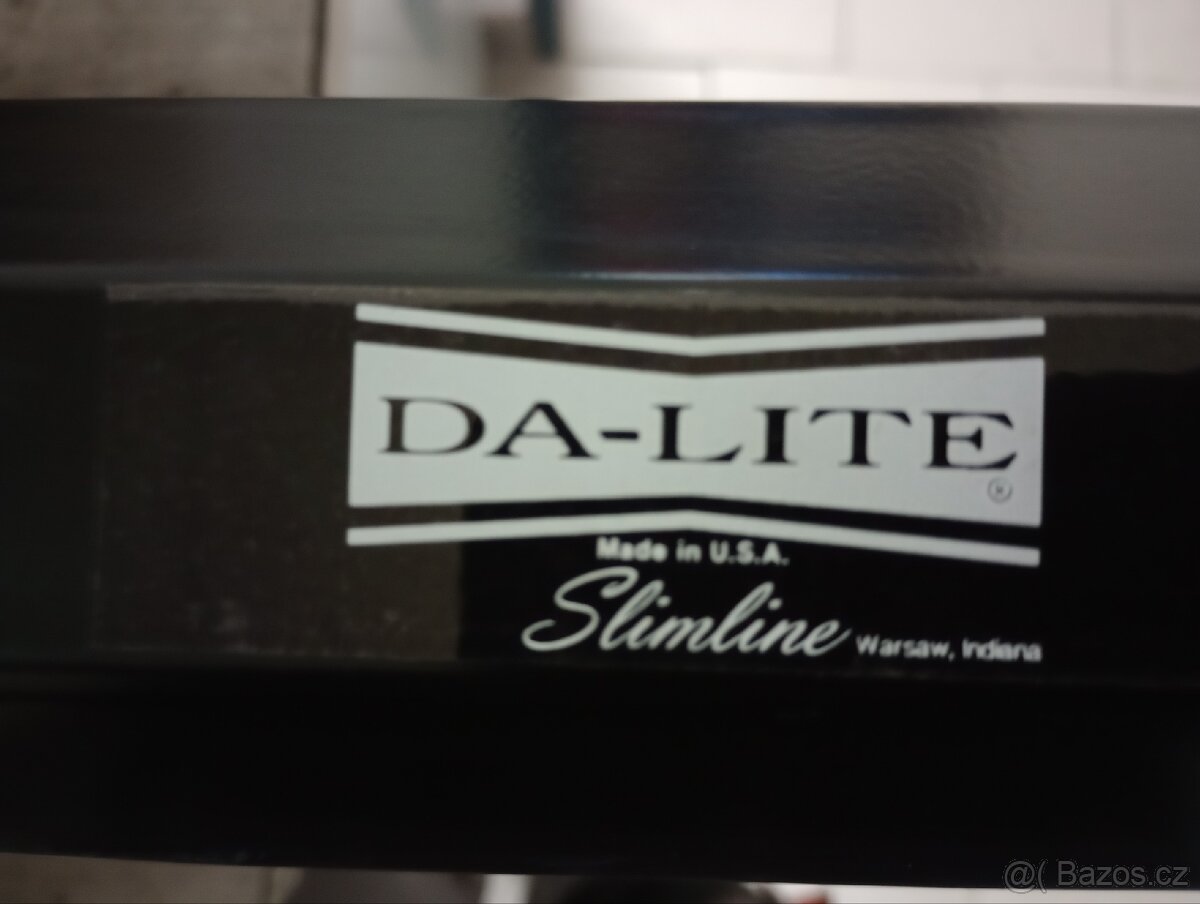 DA-LITE
®
Made in U.S.A.
Slimline Warsaw, Indiana
@( Bazos.cz